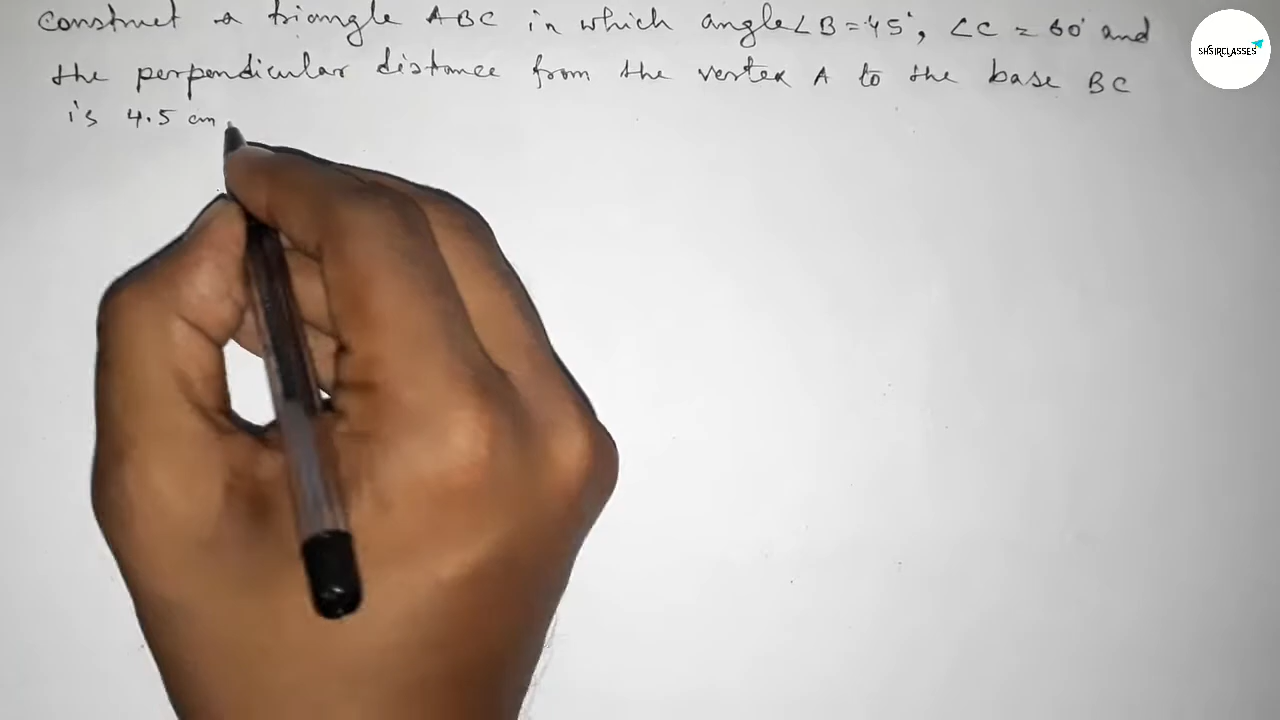 construct a triangle ABC in which angle∠B=45°, ∠C = 60° and
the perpendicular distance from the vertex A to the base BC
is 4.5 cm
SHSIRCLASSES